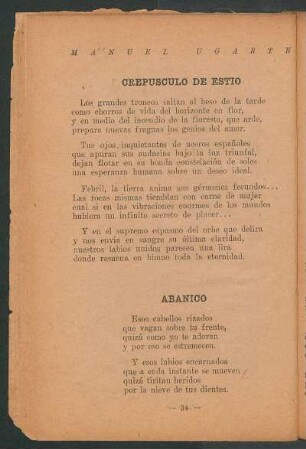 MANUEL UGARTE
CREPUSCULO DE ESTIO
Los grandes troncos saltan al beso de la tarde
como chorros de vida del horizonte en flor,
y en medio del incendio de la floresta, que arde,
prepara nuevas fraguas los genios del amor.
Tus ojos, inquietantes de aceros españoles
que apuran sus audacias bajo la faz triunfal,
dejan flotar en su honda constelación de soles
una esperanza humana sobre un deseo ideal.
Febril, la tierra anima sus gérmenes fecundos...
Las rocas mismas tiemblan con carne de mujer
cual si en las vibraciones enormes de los mundos
hubiera un infinito secreto de placer...
Y en el supremo espasmo del orbe que delira
y nos envía en sangre su última claridad,
nuestros labios unidos parecen una lira
donde resuena en himno toda la eternidad.
ABANICO
Esos cabellos rizados
que vagan sobre tu frente,
quizá como yo te adoran
y por eso se estremecen.
Y esos labios encarnados
que a cada instante se mueven
quizá tiritan heridos
por la nieve de tus dientes.
— 34 —